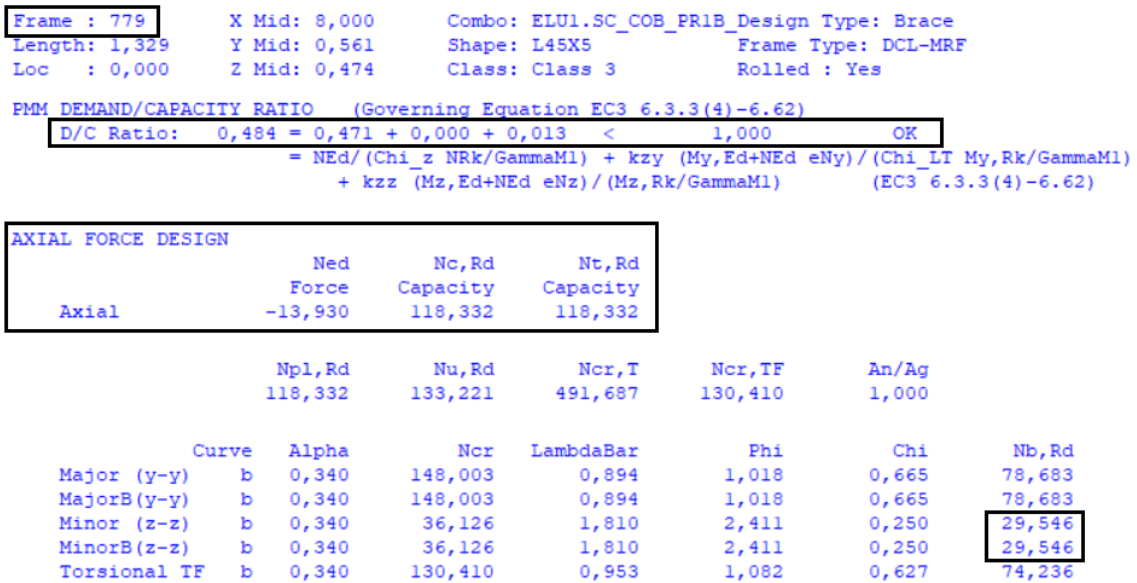 Frame : 779 X Mid: 8,000 Combo: ELU1.SC_COB_PR1B Design Type: Brace
Length: 1,329 Y Mid: 0,561 Shape: L45X5 Frame Type: DCL-MRF
Loc : 0,000 Z Mid: 0,474 Class: Class 3 Rolled : Yes
PMM DEMAND/CAPACITY RATIO (Governing Equation EC3 6.3.3(4)-6.62)
D/C Ratio: 0,484 = 0,471 + 0,000 + 0,013 < 1,000 OK
= NEd/(Chi_z NRk/GammaM1) + kzy (My,Ed+NEd eNy)/(Chi_LT My,Rk/GammaM1)
+ kzz (Mz,Ed+NEd eNz)/(Mz,Rk/GammaM1) (EC3 6.3.3(4)-6.62)
AXIAL FORCE DESIGN
Ned Nc,Rd Nt,Rd
Force Capacity Capacity
Axial -13,930 118,332 118,332
Npl,Rd Nu,Rd Ncr,T Ncr,TF An/Ag
118,332 133,221 491,687 130,410 1,000
Curve Alpha Ncr LambdaBar Phi Chi Nb,Rd
Major (y-y) b 0,340 148,003 0,894 1,018 0,665 78,683
MajorB(y-y) b 0,340 148,003 0,894 1,018 0,665 78,683
Minor (z-z) b 0,340 36,126 1,810 2,411 0,250 29,546
MinorB(z-z) b 0,340 36,126 1,810 2,411 0,250 29,546
Torsional TF b 0,340 130,410 0,953 1,082 0,627 74,236